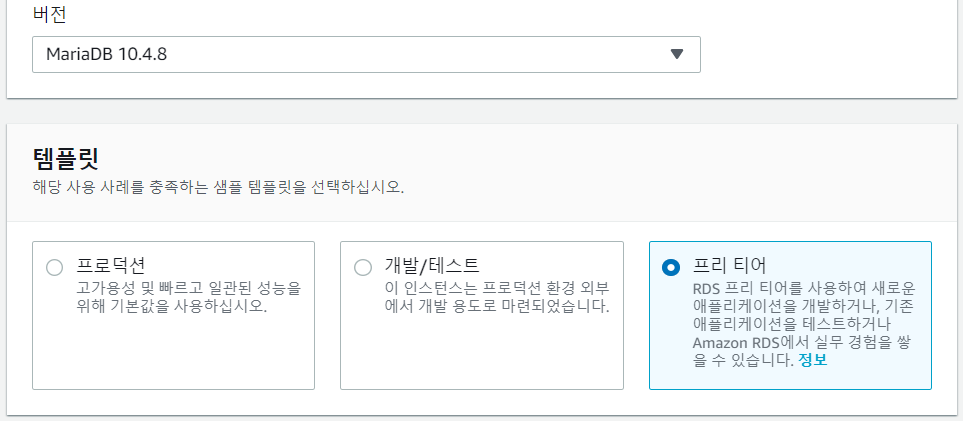 버전
MariaDB 10.4.8
템플릿
해당 사용 사례를 충족하는 샘플 템플릿을 선택하십시오.
프로덕션
고가용성 및 빠르고 일관된 성능을
위해 기본값을 사용하십시오.
개발/테스트
이 인스턴스는 프로덕션 환경 외부
에서 개발 용도로 마련되었습니다.
프리 티어
RDS 프리 티어를 사용하여 새로운
애플리케이션을 개발하거나, 기존
애플리케이션을 테스트하거나
Amazon RDS에서 실무 경험을 쌓
을 수 있습니다. 정보